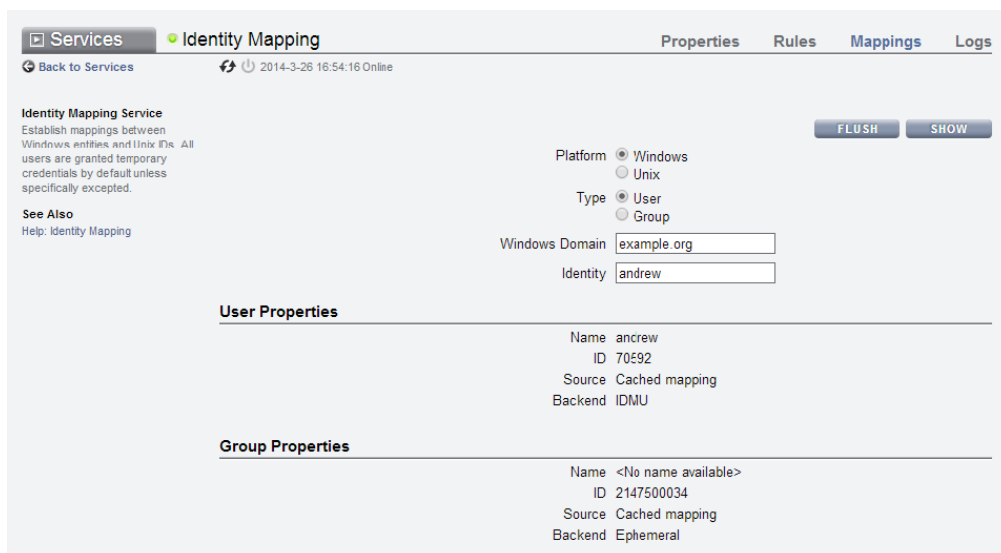 Services
Identity Mapping
Properties Rules Mappings Logs
Back to Services
2014-3-26 16:54:16 Online
Identity Mapping Service
Establish mappings between
Windows entities and Unix IDs. All
users are granted temporary
credentials by default unless
specifically excepted.
See Also
Help: Identity Mapping
FLUSH SHOW
Platform Windows
Unix
Type User
Group
Windows Domain example.org
Identity andrew
User Properties
Name andrew
ID 70592
Source Cached mapping
Backend IDMU
Group Properties
Name <No name available>
ID 2147500034
Source Cached mapping
Backend Ephemeral